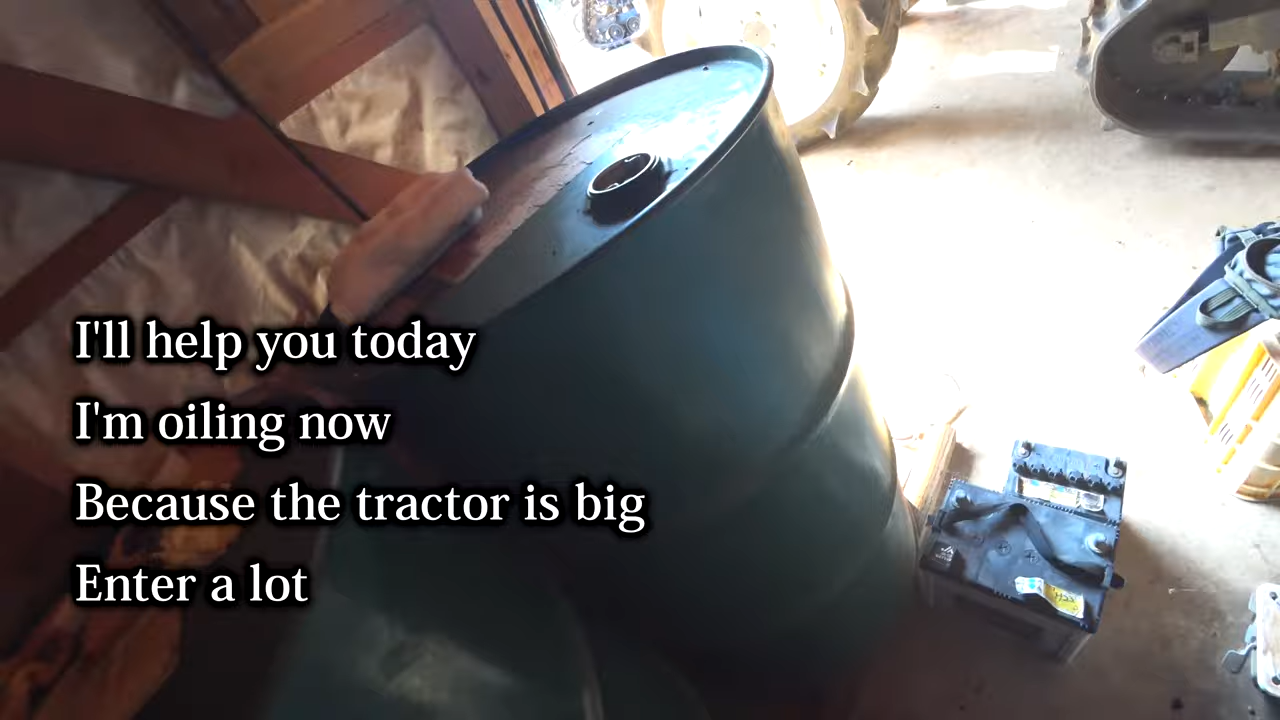 I'll help you today
I'm oiling now
Because the tractor is big
Enter a lot